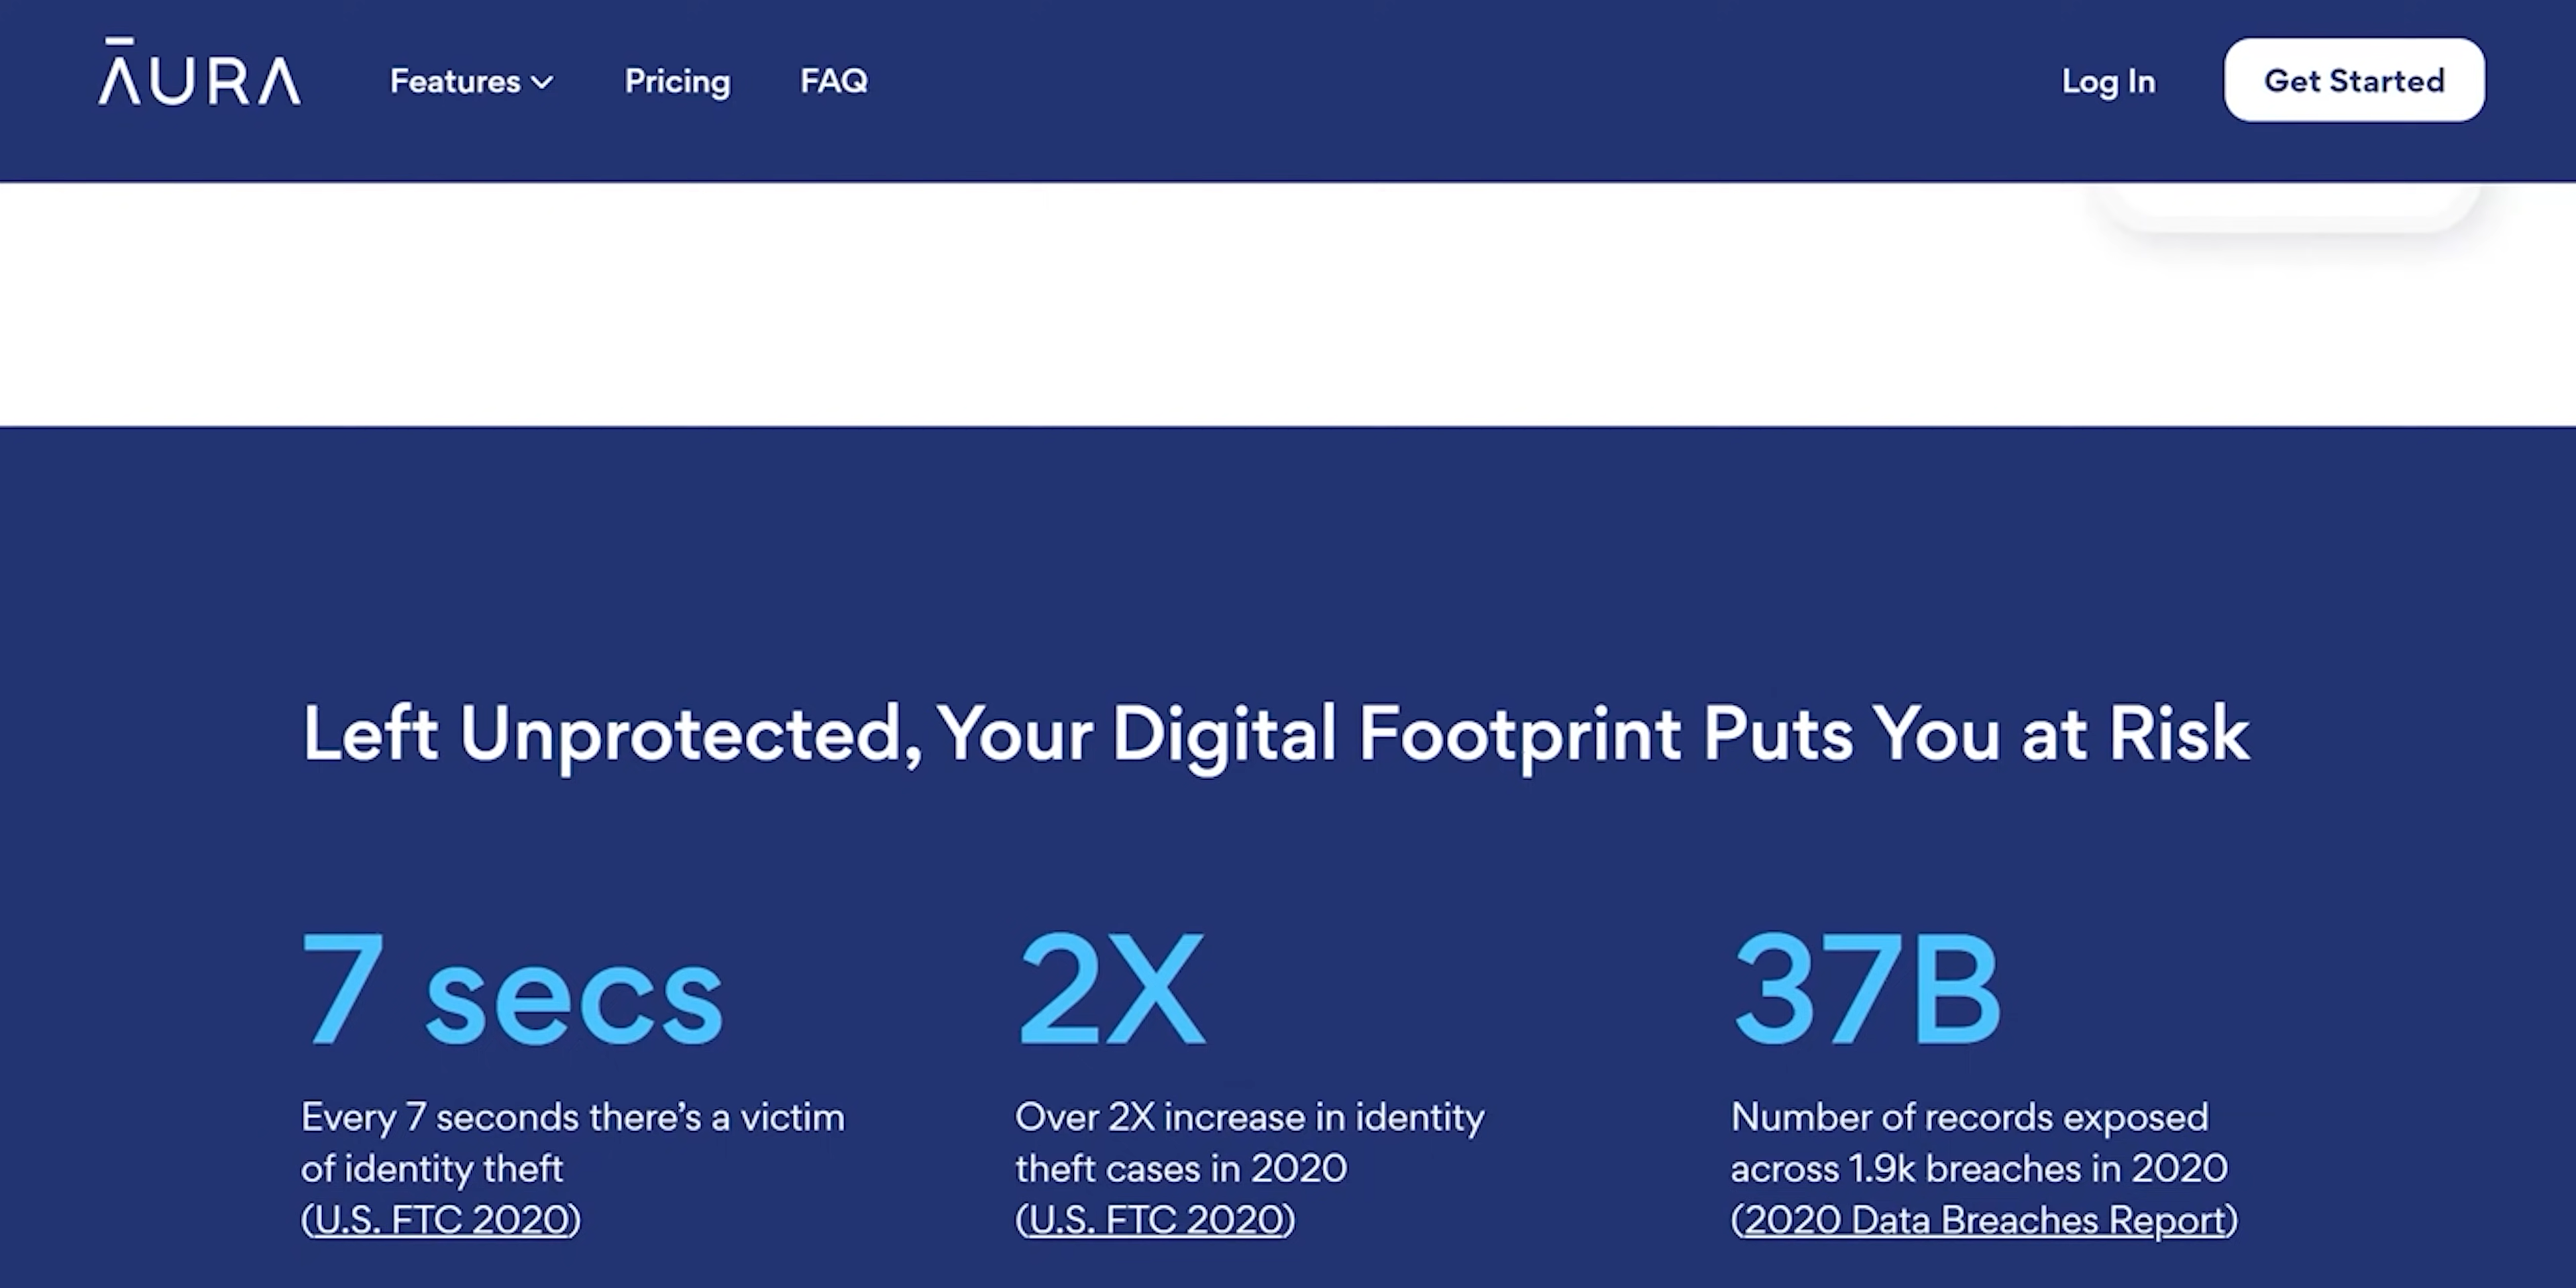 ĀURA
Features
Pricing
FAQ
Log In
Get Started
Left Unprotected, Your Digital Footprint Puts You at Risk
7 secs
Every 7 seconds there’s a victim
of identity theft
(U.S. FTC 2020)
2X
Over 2X increase in identity
theft cases in 2020
(U.S. FTC 2020)
37B
Number of records exposed
across 1.9k breaches in 2020
(2020 Data Breaches Report)